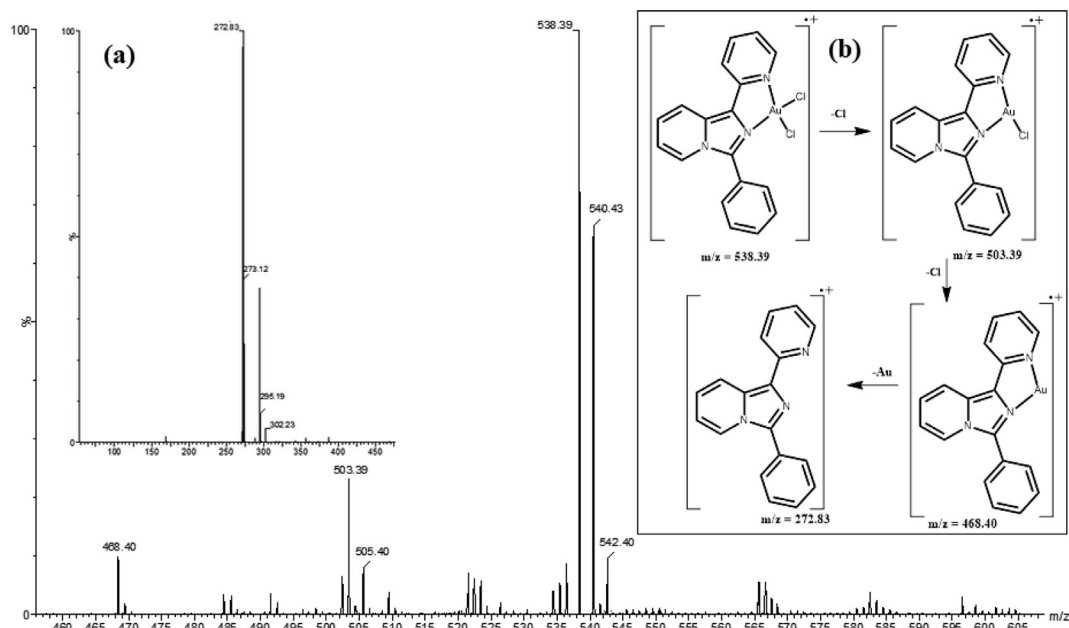 100
%
0
460 465 470 475 480 485 490 495 500 505 510 515 520 525 530 535 540 545 550 555 560 565 570 575 580 585 590 595 600 605
m/z
468.40
503.39
505.40
538.39
540.43
542.40
(a)
100
%
0
100 150 200 250 300 350 400 450
272.83
273.12
295.19
302.23
(b)
•+
N
N
N
Au
Cl
Cl
m/z = 538.39
-Cl
•+
N
N
N
Au
Cl
m/z = 503.39
-Cl
•+
N
N
N
Au
m/z = 468.40
-Au
•+
N
N
N
m/z = 272.83